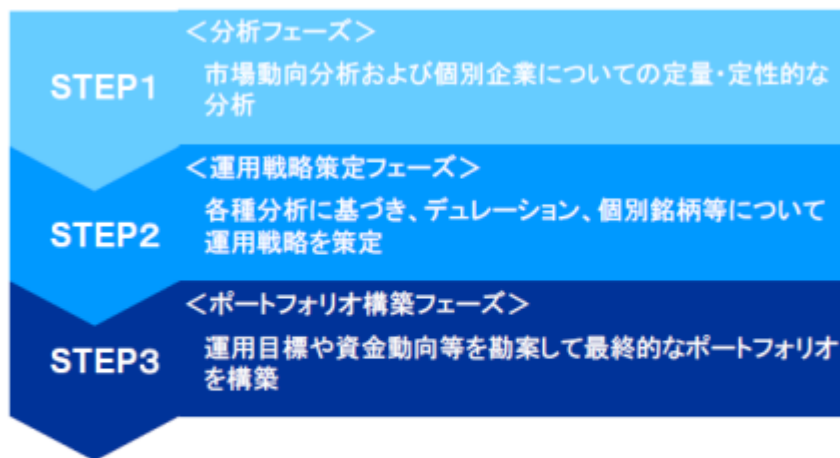 STEP1
<分析フェーズ>
市場動向分析および個別企業についての定量・定性的な
分析
STEP2
<運用戦略策定フェーズ>
各種分析に基づき、デュレーション、個別銘柄等について
運用戦略を策定
STEP3
<ポートフォリオ構築フェーズ>
運用目標や資金動向等を勘案して最終的なポートフォリオ
を構築